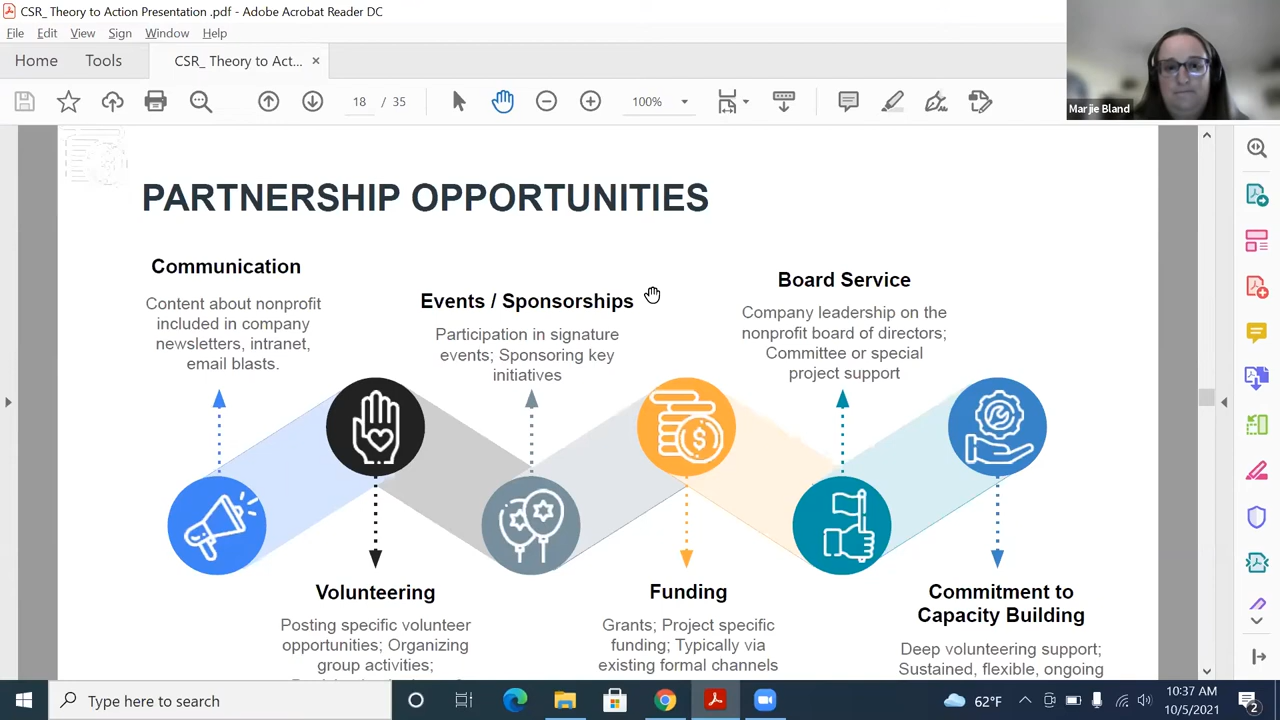 CSR_ Theory to Action Presentation .pdf - Adobe Acrobat Reader DC
File Edit View Sign Window Help
Home Tools CSR_ Theory to Act... ×
18 / 35 100%
Marjie Bland
PARTNERSHIP OPPORTUNITIES
Communication
Content about nonprofit
included in company
newsletters, intranet,
email blasts.
Events / Sponsorships
Participation in signature
events; Sponsoring key
initiatives
Board Service
Company leadership on the
nonprofit board of directors;
Committee or special
project support
Volunteering
Posting specific volunteer
opportunities; Organizing
group activities;
Funding
Grants; Project specific
funding; Typically via
existing formal channels
Commitment to
Capacity Building
Deep volunteering support;
Sustained, flexible, ongoing
Type here to search
62°F
10:37 AM
10/5/2021
2